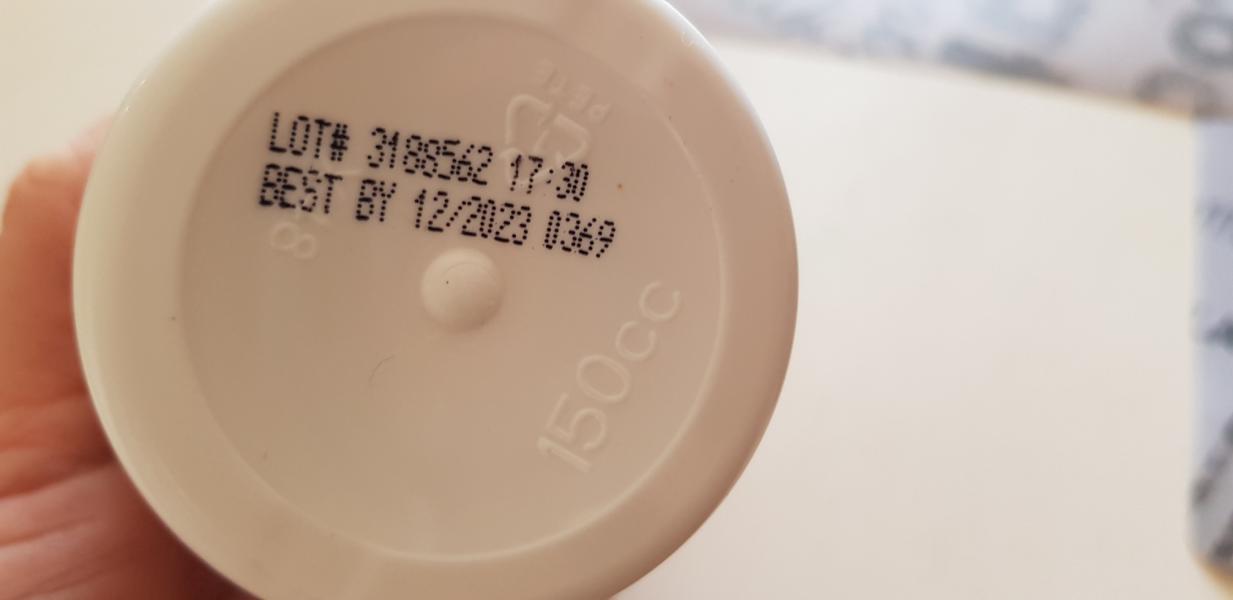 LOT# 3188562 17:30
BEST BY 12/2023 0369
150cc
PETE